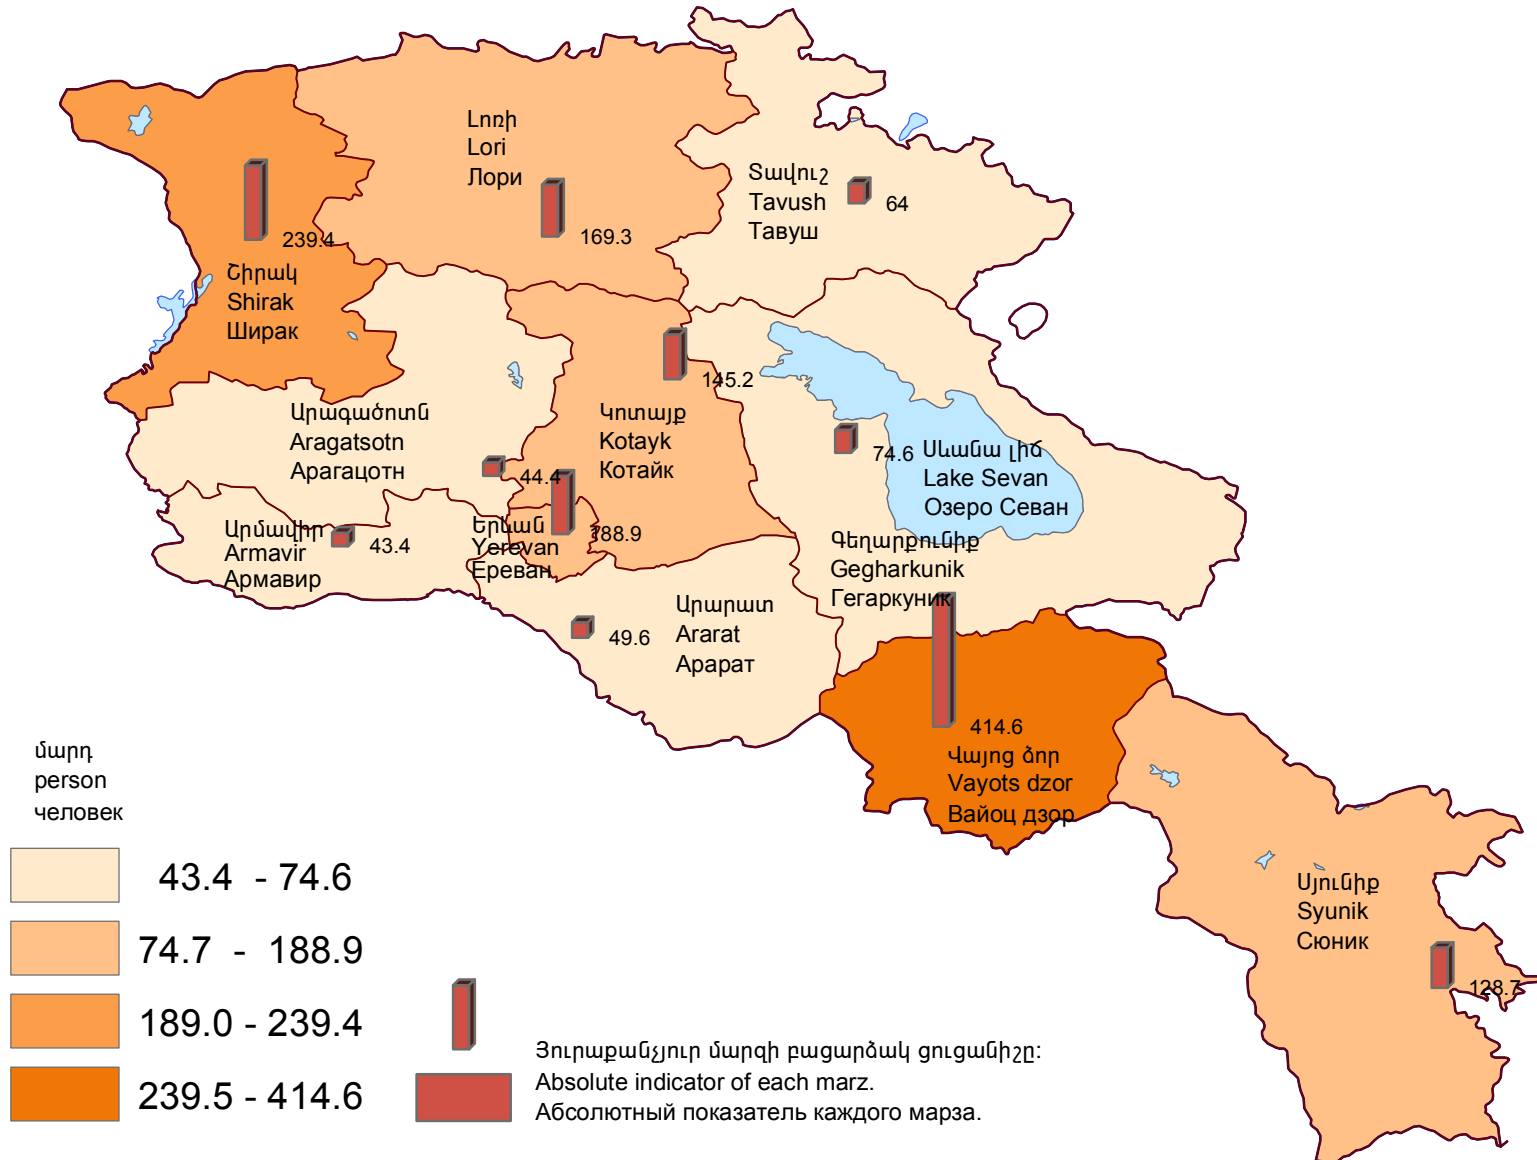 Լոռի
Lori
Лори
169.3
Տավուշ
Tavush
Тавуш
64
239.4
Շիրակ
Shirak
Ширак
145.2
Կոտայք
Kotayk
Котайк
Արագածոտն
Aragatsotn
Арагацотн
44.4
74.6
Սևանա լիճ
Lake Sevan
Озеро Севан
Արմավիր
Armavir
Армавир
43.4
Երևան
Yerevan
Ереван
188.9
Գեղարքունիք
Gegharkunik
Гегаркуник
Արարատ
Ararat
Арарат
49.6
414.6
Վայոց ձոր
Vayots dzor
Вайоц дзор
Սյունիք
Syunik
Сюник
128.7
մարդ
person
человек
43.4 - 74.6
74.7 - 188.9
189.0 - 239.4
239.5 - 414.6
Յուրաքանչյուր մարզի բացարձակ ցուցանիշը:
Absolute indicator of each marz.
Абсолютный показатель каждого марза.